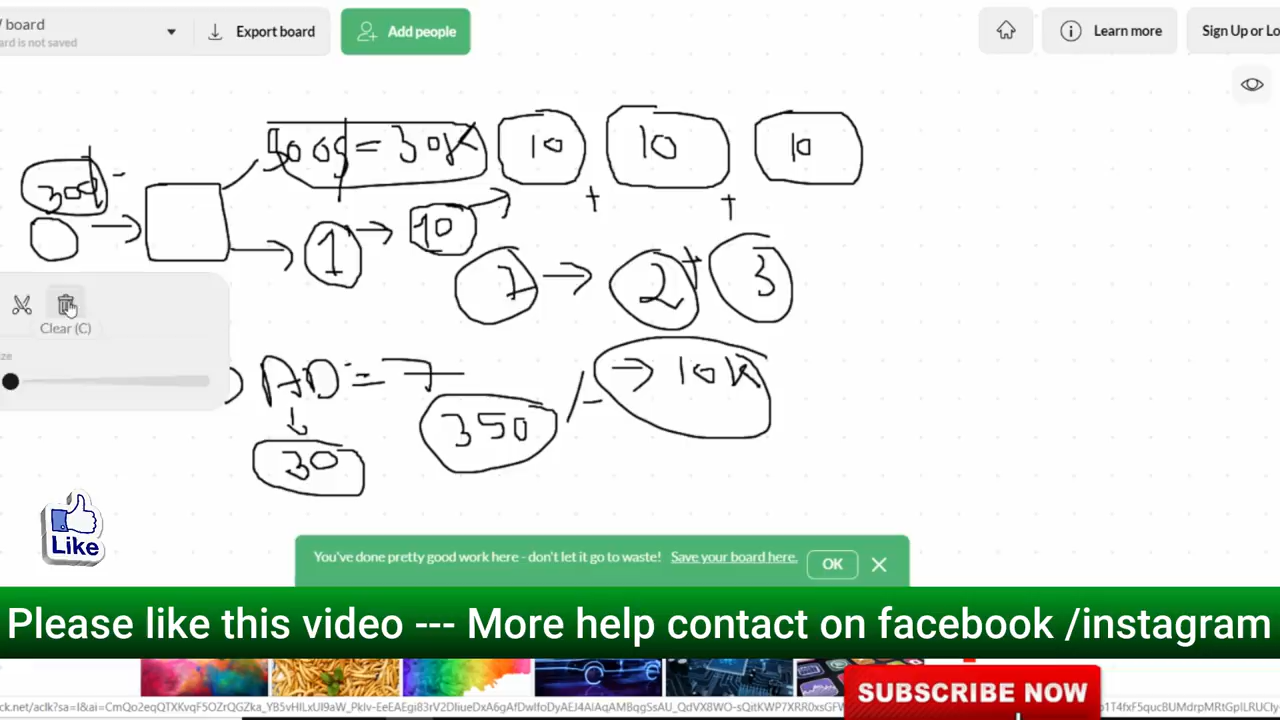 board
ard is not saved
Export board
Add people
Learn more
Sign Up or Lo
= 30K
10
10
10
1
10
1
2
3
Clear (C)
ze
AD = 7
10K
350
30
Like
You've done pretty good work here - don't let it go to waste! Save your board here.
OK
Please like this video --- More help contact on facebook /instagram
SUBSCRIBE NOW